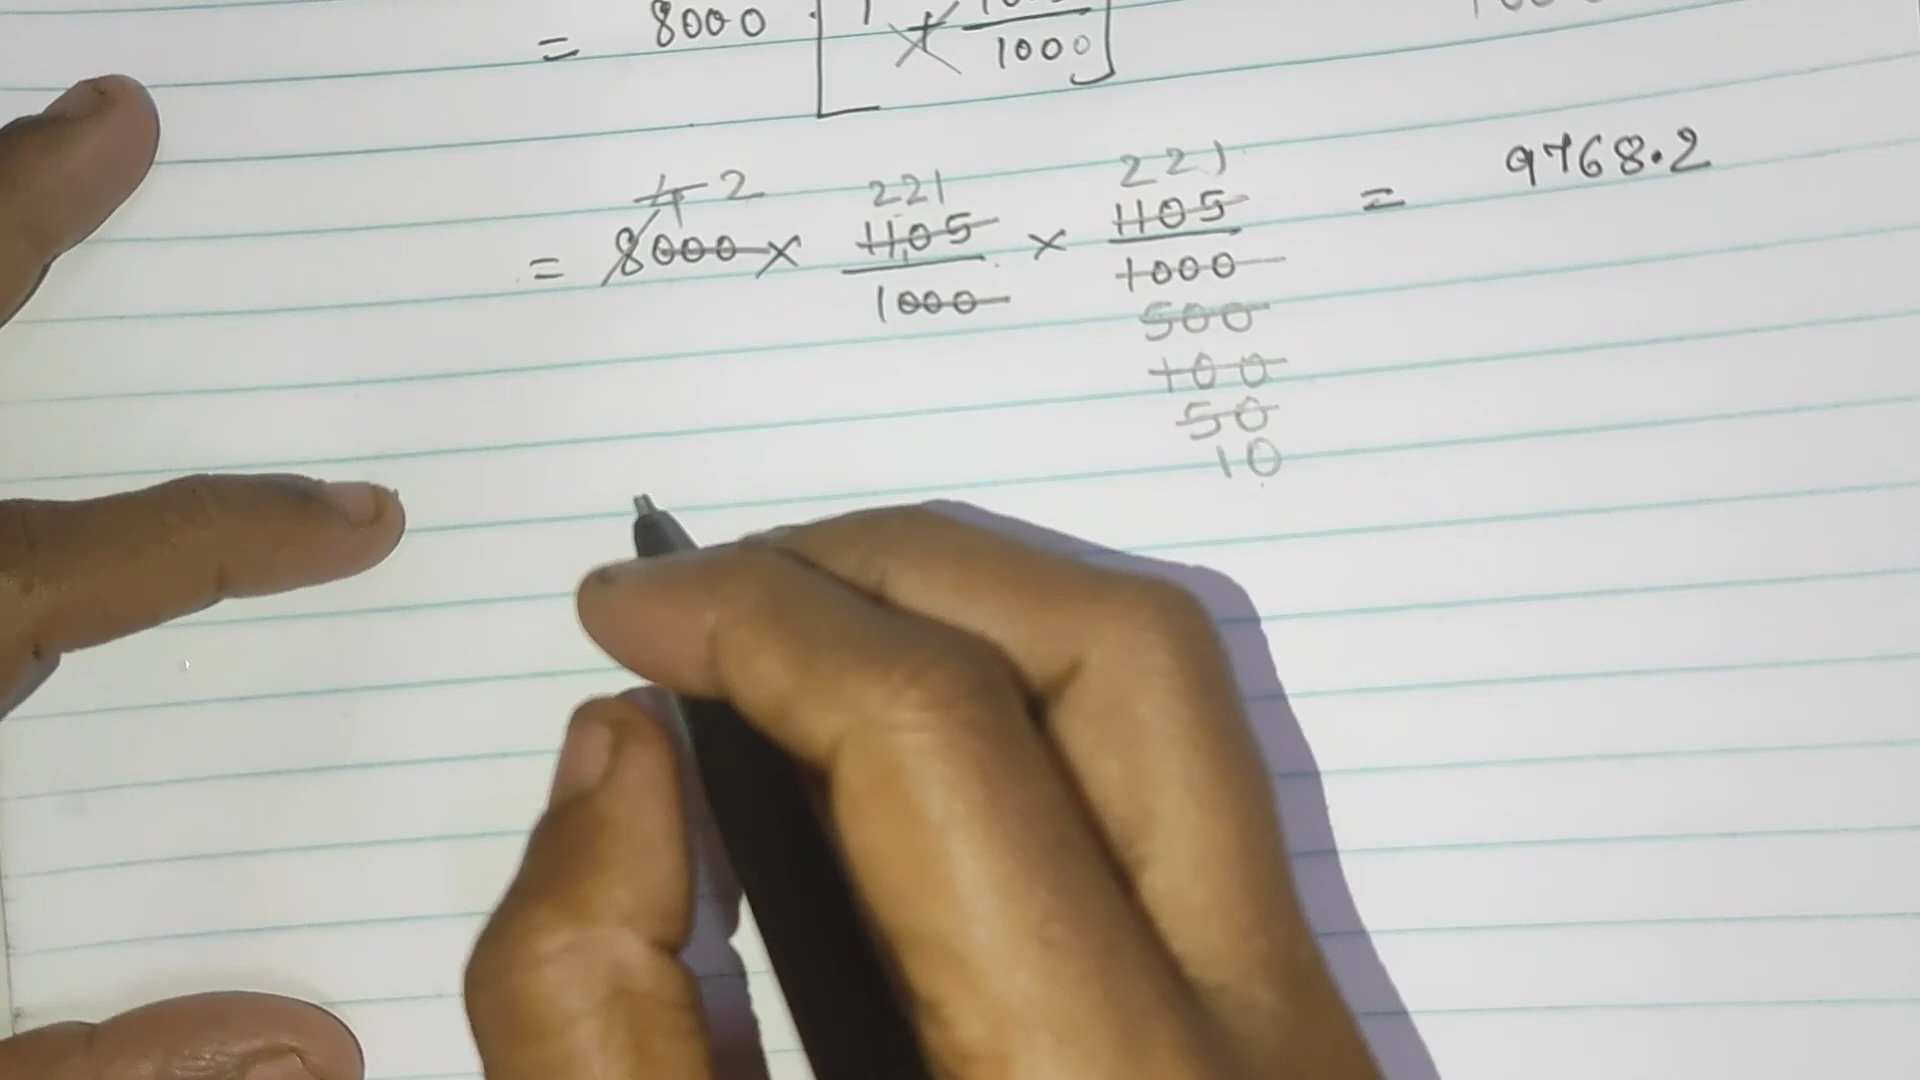 = 8000 [ 1 + /1000 ]
4 2 221 221
= 8000 × 1105/1000 × 1105/1000 = 9768.2
500
100
50
10